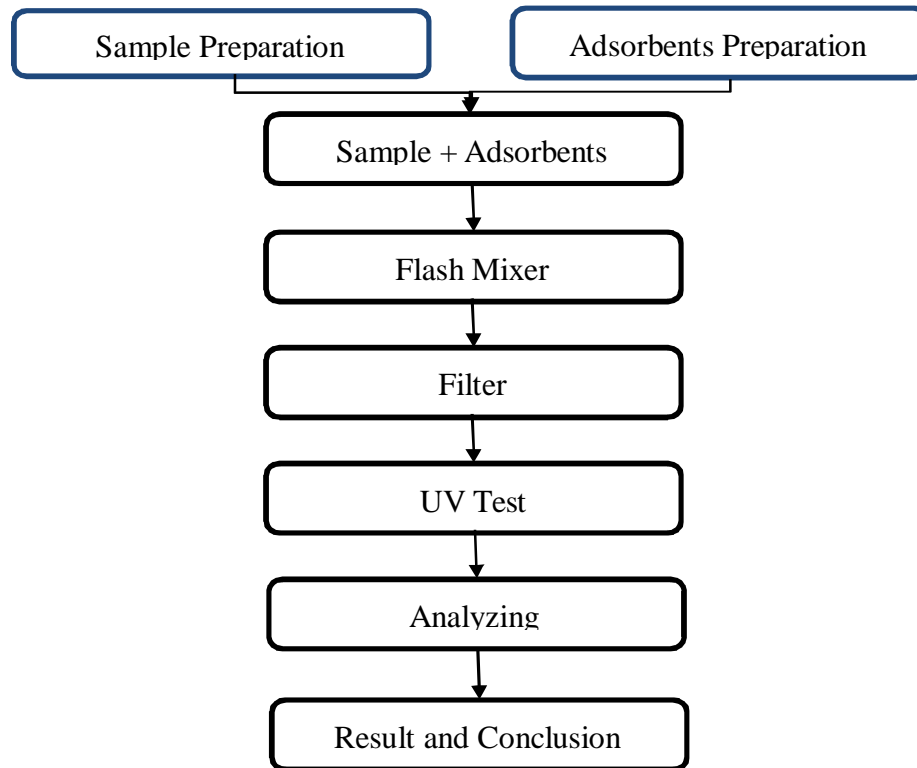 Sample Preparation
Adsorbents Preparation
Sample + Adsorbents
Flash Mixer
Filter
UV Test
Analyzing
Result and Conclusion